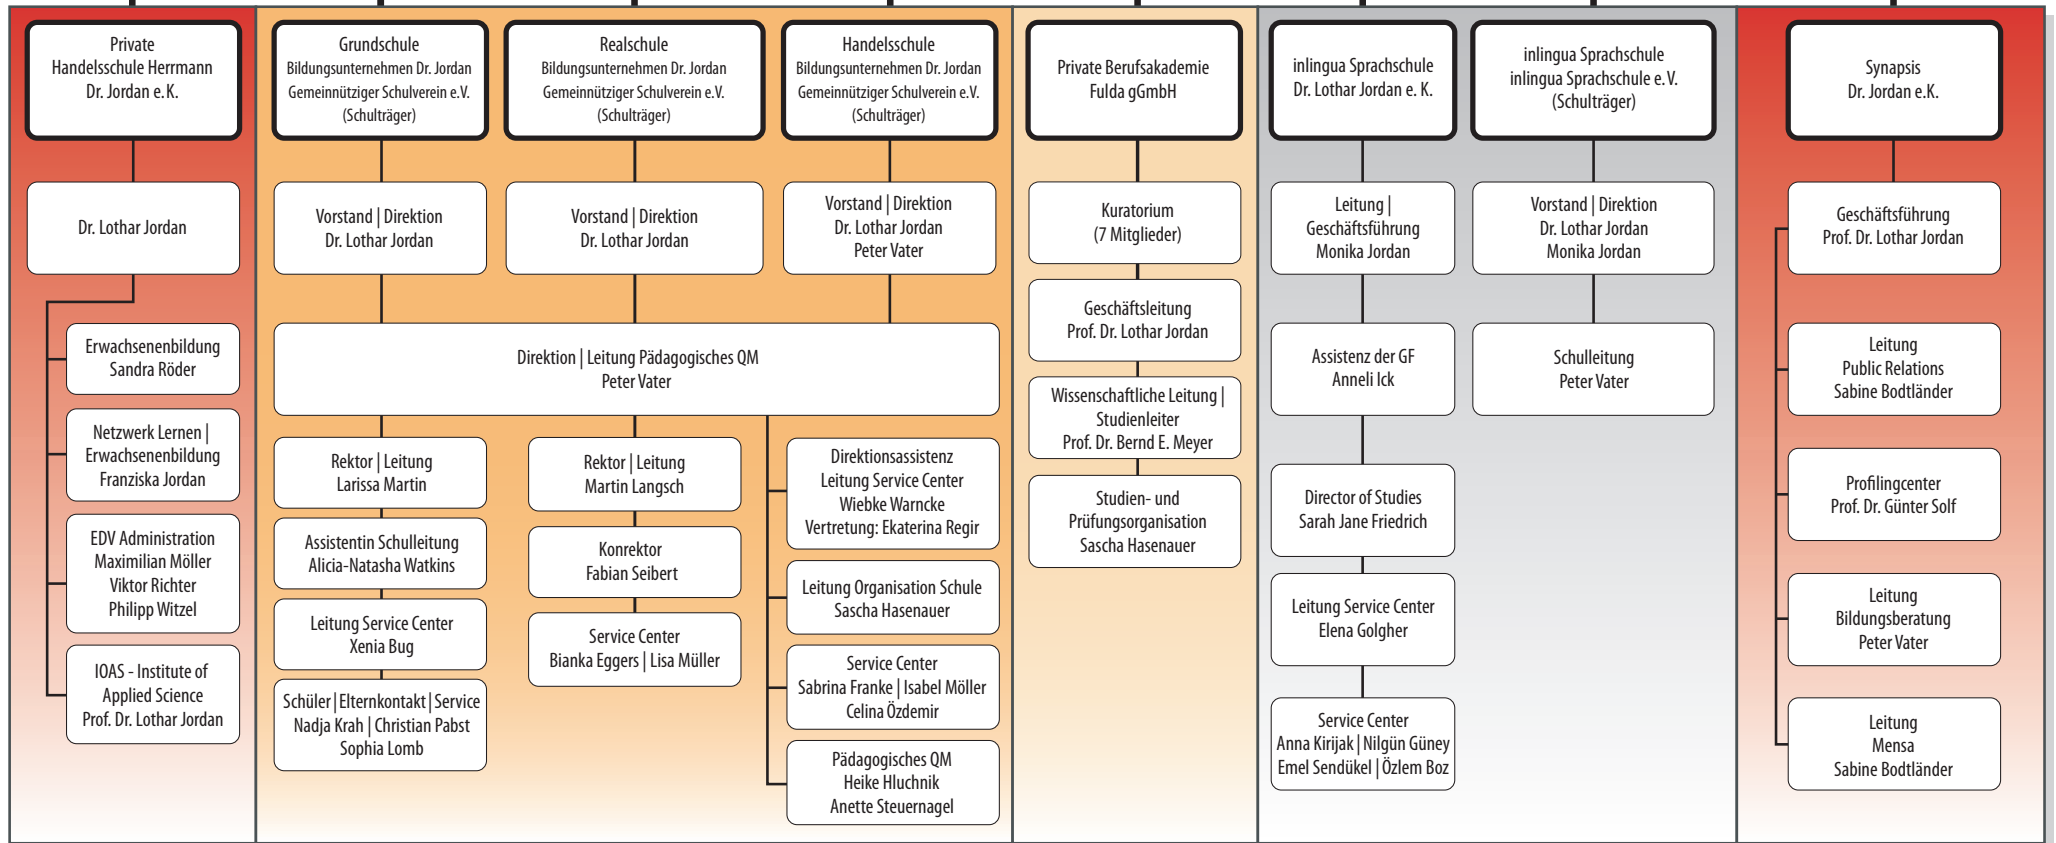 Private
Handelsschule Herrmann
Dr. Jordan e.K.
Dr. Lothar Jordan
Erwachsenenbildung
Sandra Röder
Netzwerk Lernen |
Erwachsenenbildung
Franziska Jordan
EDV Administration
Maximilian Möller
Viktor Richter
Philipp Witzel
IOAS - Institute of
Applied Science
Prof. Dr. Lothar Jordan
Grundschule
Bildungsunternehmen Dr. Jordan
Gemeinnütziger Schulverein e.V.
(Schulträger)
Vorstand | Direktion
Dr. Lothar Jordan
Realschule
Bildungsunternehmen Dr. Jordan
Gemeinnütziger Schulverein e.V.
(Schulträger)
Vorstand | Direktion
Dr. Lothar Jordan
Handelsschule
Bildungsunternehmen Dr. Jordan
Gemeinnütziger Schulverein e.V.
(Schulträger)
Vorstand | Direktion
Dr. Lothar Jordan
Peter Vater
Direktion | Leitung Pädagogisches QM
Peter Vater
Rektor | Leitung
Larissa Martin
Assistentin Schulleitung
Alicia-Natasha Watkins
Leitung Service Center
Xenia Bug
Schüler | Elternkontakt | Service
Nadja Krah | Christian Pabst
Sophia Lomb
Rektor | Leitung
Martin Langsch
Konrektor
Fabian Seibert
Service Center
Bianka Eggers | Lisa Müller
Direktionsassistenz
Leitung Service Center
Wiebke Warncke
Vertretung: Ekaterina Regir
Leitung Organisation Schule
Sascha Hasenauer
Service Center
Sabrina Franke | Isabel Möller
Celina Özdemir
Pädagogisches QM
Heike Hluchnik
Anette Steuernagel
Private Berufsakademie
Fulda gGmbH
Kuratorium
(7 Mitglieder)
Geschäftsleitung
Prof. Dr. Lothar Jordan
Wissenschaftliche Leitung |
Studienleiter
Prof. Dr. Bernd E. Meyer
Studien- und
Prüfungsorganisation
Sascha Hasenauer
inlingua Sprachschule
Dr. Lothar Jordan e. K.
Leitung |
Geschäftsführung
Monika Jordan
Assistenz der GF
Anneli Ick
Director of Studies
Sarah Jane Friedrich
Leitung Service Center
Elena Golgher
Service Center
Anna Kirijak | Nilgün Güney
Emel Sendükel | Özlem Boz
inlingua Sprachschule
inlingua Sprachschule e.V.
(Schulträger)
Vorstand | Direktion
Dr. Lothar Jordan
Monika Jordan
Schulleitung
Peter Vater
Synapsis
Dr. Jordan e.K.
Geschäftsführung
Prof. Dr. Lothar Jordan
Leitung
Public Relations
Sabine Bodtländer
Profilingcenter
Prof. Dr. Günter Solf
Leitung
Bildungsberatung
Peter Vater
Leitung
Mensa
Sabine Bodtländer